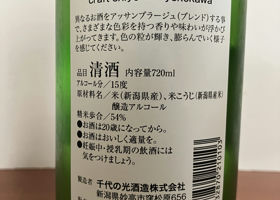 異なるお酒をアッサンブラージュ(ブレンド)する事
で、さまざまな色彩を持つ香りや味わいが浮かび
上がってきます。色の粒が輝き、膨らんでいく様子
を感じてください。
品目 清酒 内容量720ml
アルコール分/15度
原材料名/米(新潟県産)、米こうじ(新潟県産米)
醸造アルコール
精米歩合/54%
●お酒は20歳になってから。
●お酒はおいしく適量を。
●妊娠中・授乳期の飲酒には
気をつけましょう。
製造者
千代の光酒造株式会社
新潟県妙高市窪松原656